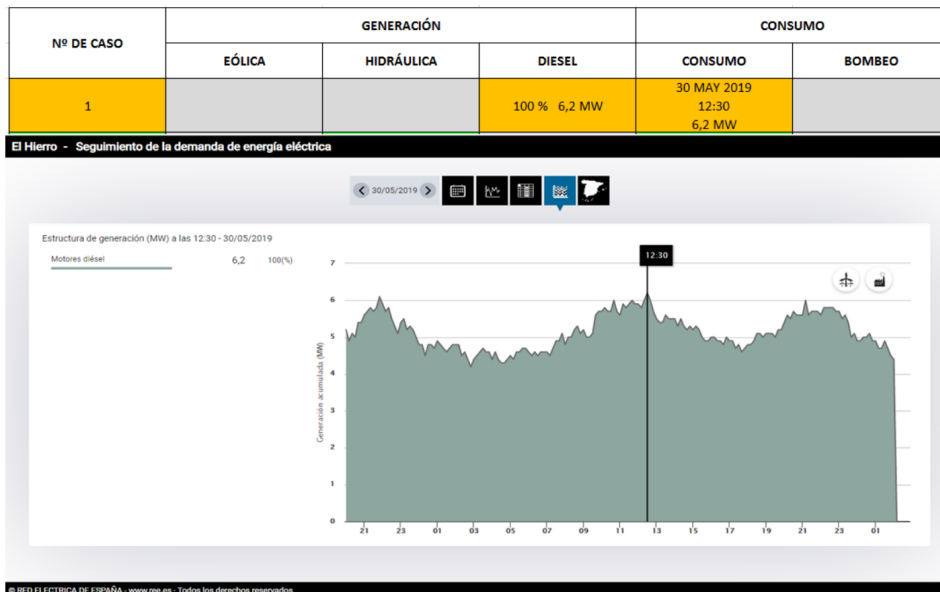 Nº DE CASO
GENERACIÓN
CONSUMO
EÓLICA
HIDRÁULICA
DIESEL
CONSUMO
BOMBEO
1
100 % 6,2 MW
30 MAY 2019
12:30
6,2 MW
El Hierro - Seguimiento de la demanda de energía eléctrica
30/05/2019
Estructura de generación (MW) a las 12:30 - 30/05/2019
Motores diésel 6,2 100(%)
12:30
Generación acumulada (MW)
7
6
5
4
3
2
1
0
21 23 01 03 05 07 09 11 13 15 17 19 21 23 01
© RED ELECTRICA DE ESPAÑA - www.ree.es - Todos los derechos reservados